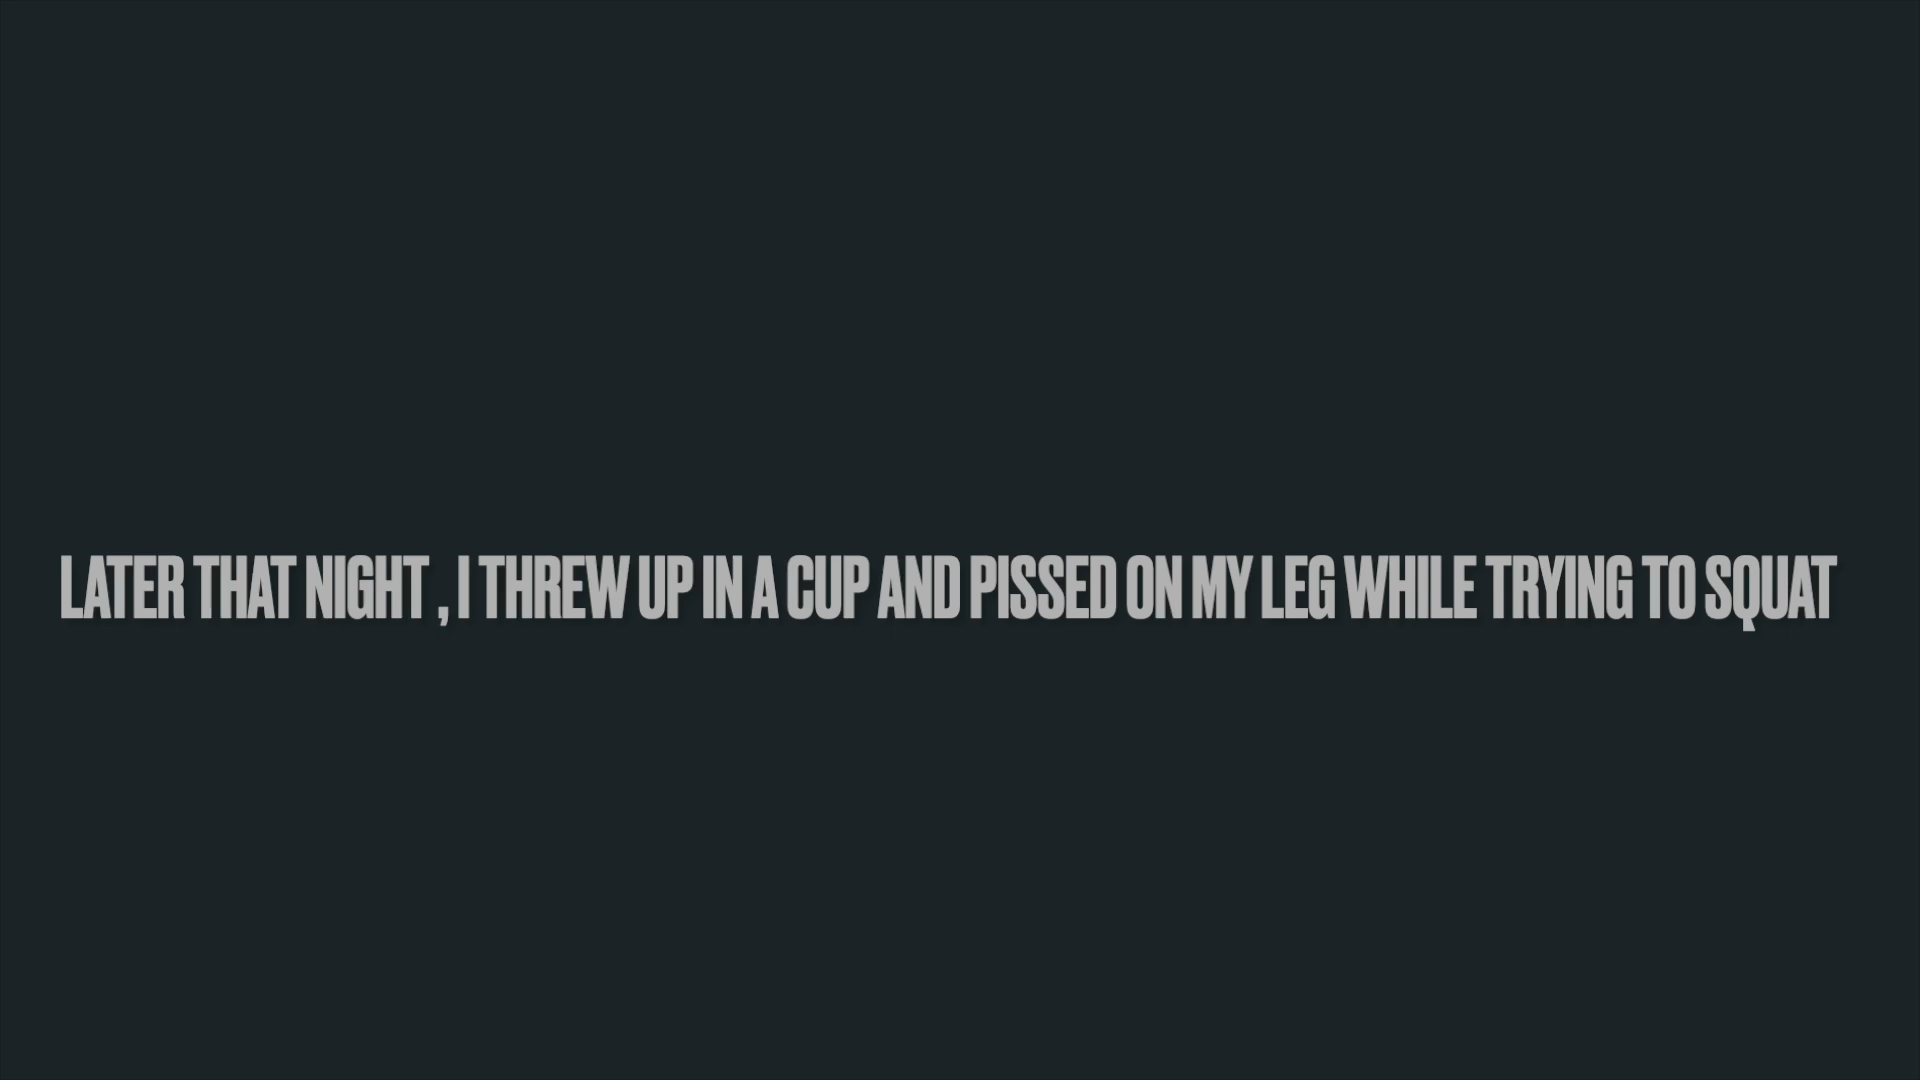 LATER THAT NIGHT , I THREW UP IN A CUP AND PISSED ON MY LEG WHILE TRYING TO SQUAT